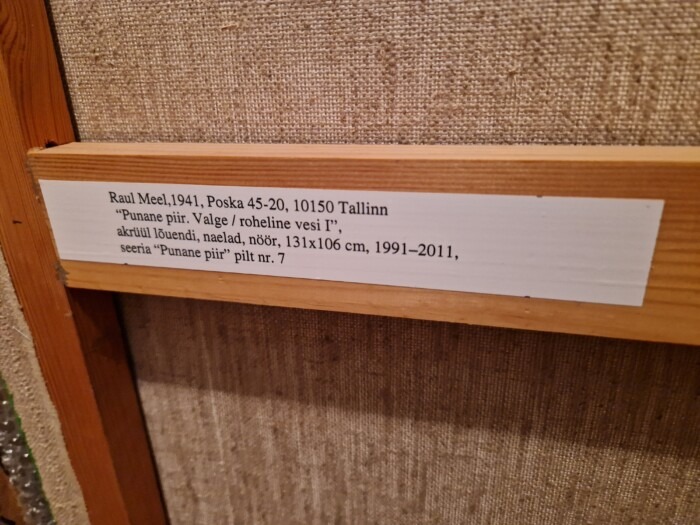 Raul Meel,1941, Poska 45-20, 10150 Tallinn
“Punane piir. Valge / roheline vesi I”,
akrüül lõuendi, naelad, nöör, 131x106 cm, 1991–2011,
seeria “Punane piir” pilt nr. 7